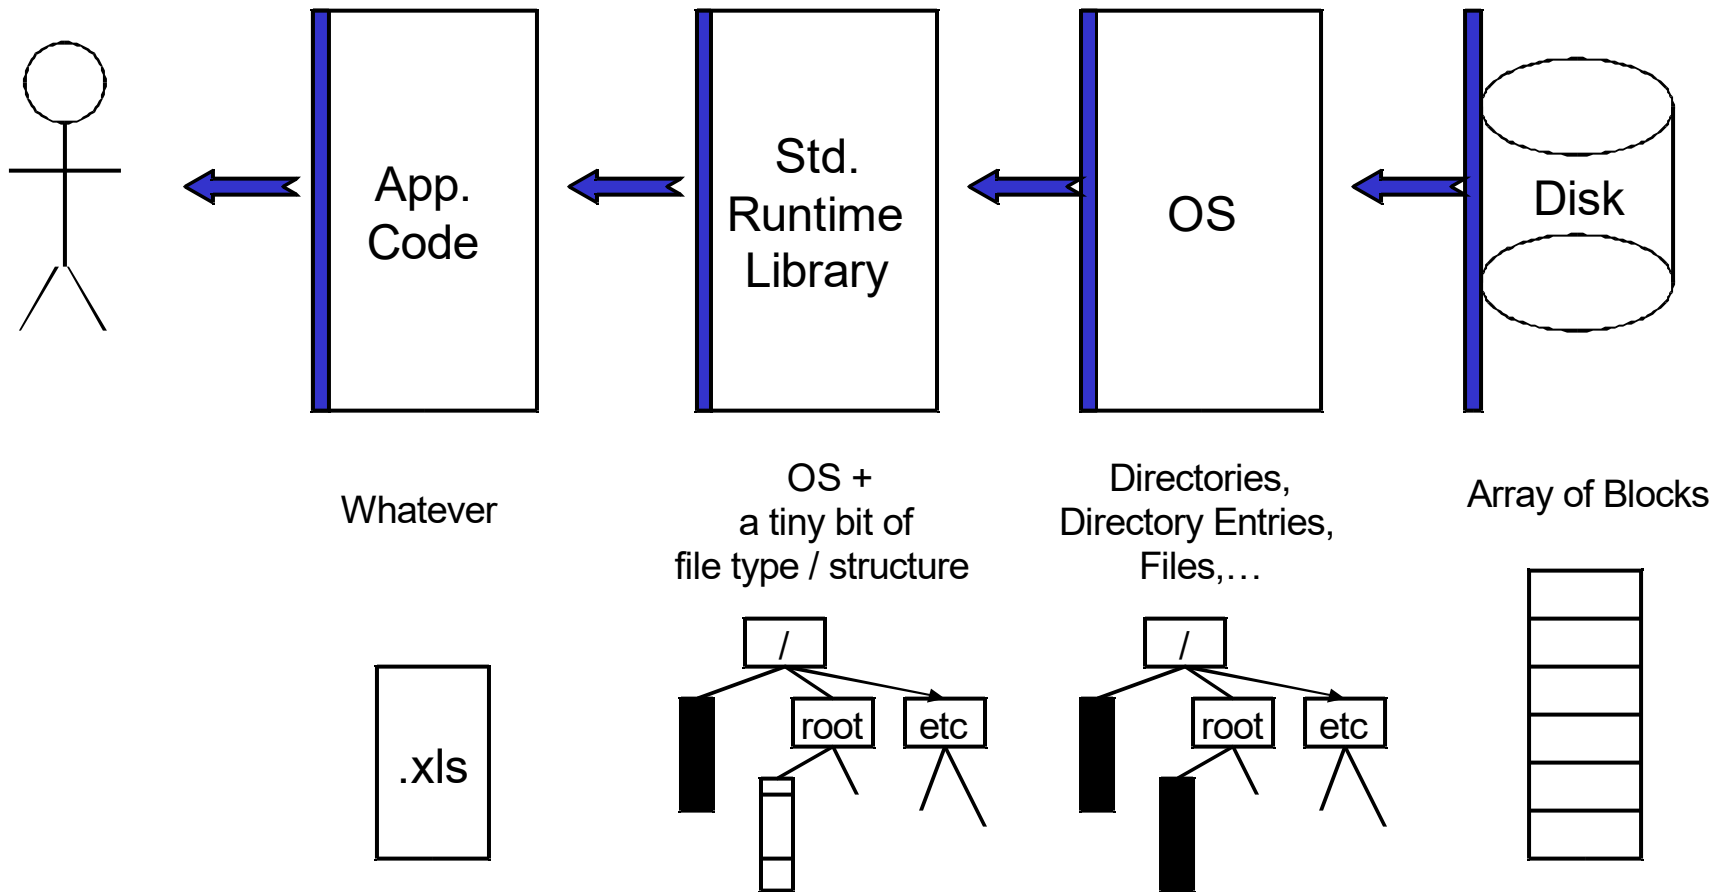 App.
Code
Std.
Runtime
Library
OS
Disk
Whatever
OS +
a tiny bit of
file type / structure
Directories,
Directory Entries,
Files,…
Array of Blocks
.xls
/
root
etc
/
root
etc